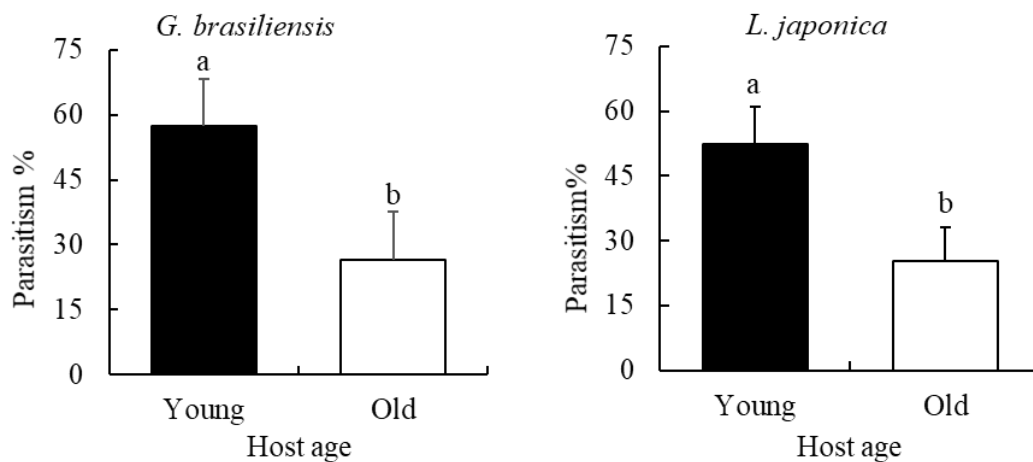 G. brasiliensis
75
60
45
30
15
0
Parasitism %
a
b
Young
Old
Host age
L. japonica
75
60
45
30
15
0
Parasitism%
a
b
Young
Old
Host age